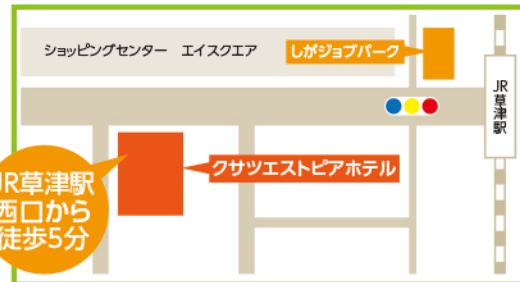 ショッピングセンター エイスクエア
しがジョブパーク
JR草津駅
クサツエストピアホテル
JR草津駅
西口から
徒歩5分